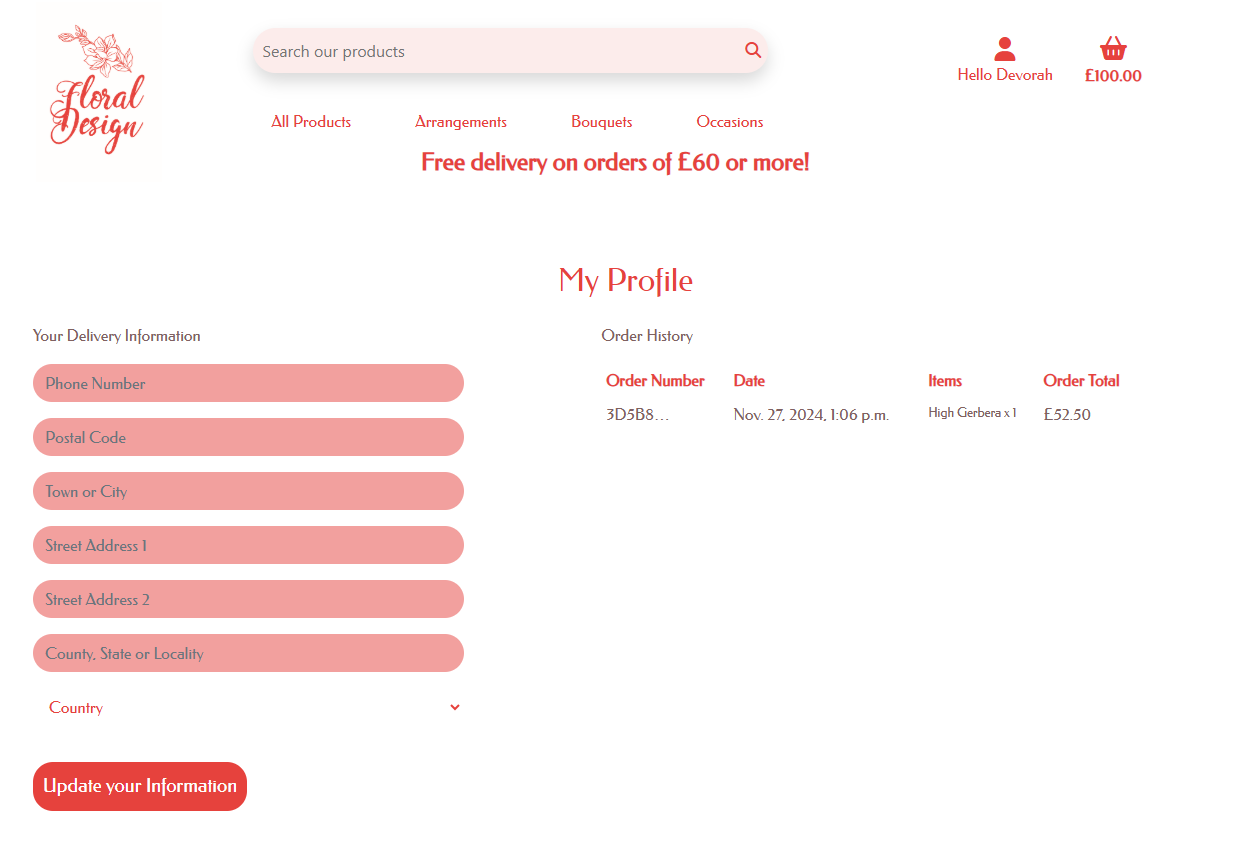 Floral
Design
Search our products
Hello Devorah
£100.00
All Products Arrangements Bouquets Occasions
Free delivery on orders of £60 or more!
My Profile
Your Delivery Information
Phone Number
Postal Code
Town or City
Street Address 1
Street Address 2
County, State or Locality
Country
Update your Information
Order History
Order Number Date Items Order Total
3D5B8... Nov. 27, 2024, 1:06 p.m. High Gerbera x 1 £52.50